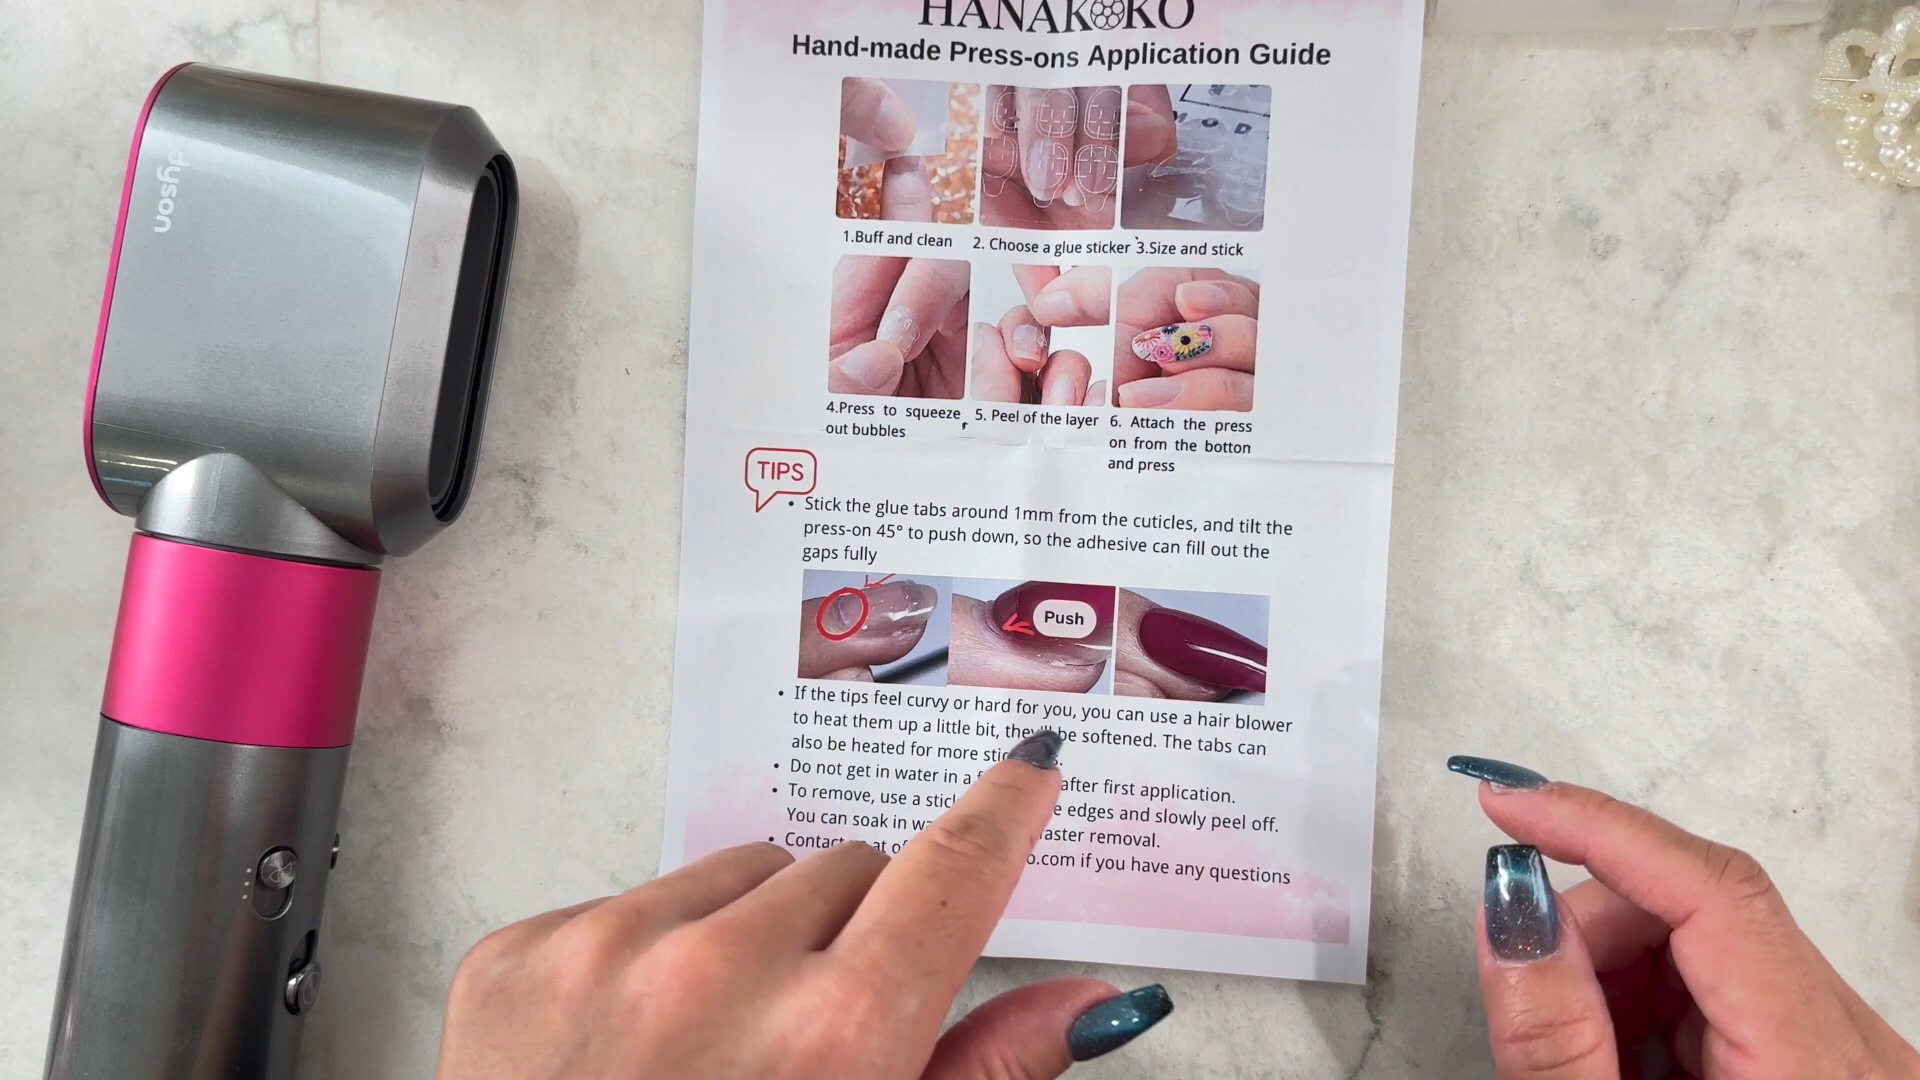 HANAKOKO
Hand-made Press-ons Application Guide
MOD
1.Buff and clean
2. Choose a glue sticker
3.Size and stick
4.Press to squeeze
out bubbles
5. Peel of the layer
6. Attach the press
on from the botton
and press
TIPS
• Stick the glue tabs around 1mm from the cuticles, and tilt the
press-on 45° to push down, so the adhesive can fill out the
gaps fully
Push
• If the tips feel curvy or hard for you, you can use a hair blower
to heat them up a little bit, they'll be softened. The tabs can
also be heated for more
• Do not get in water in a after first application.
• To remove, use a edges and slowly peel off.
You can soak in faster removal.
• Contact us at .com if you have any questions
dyson